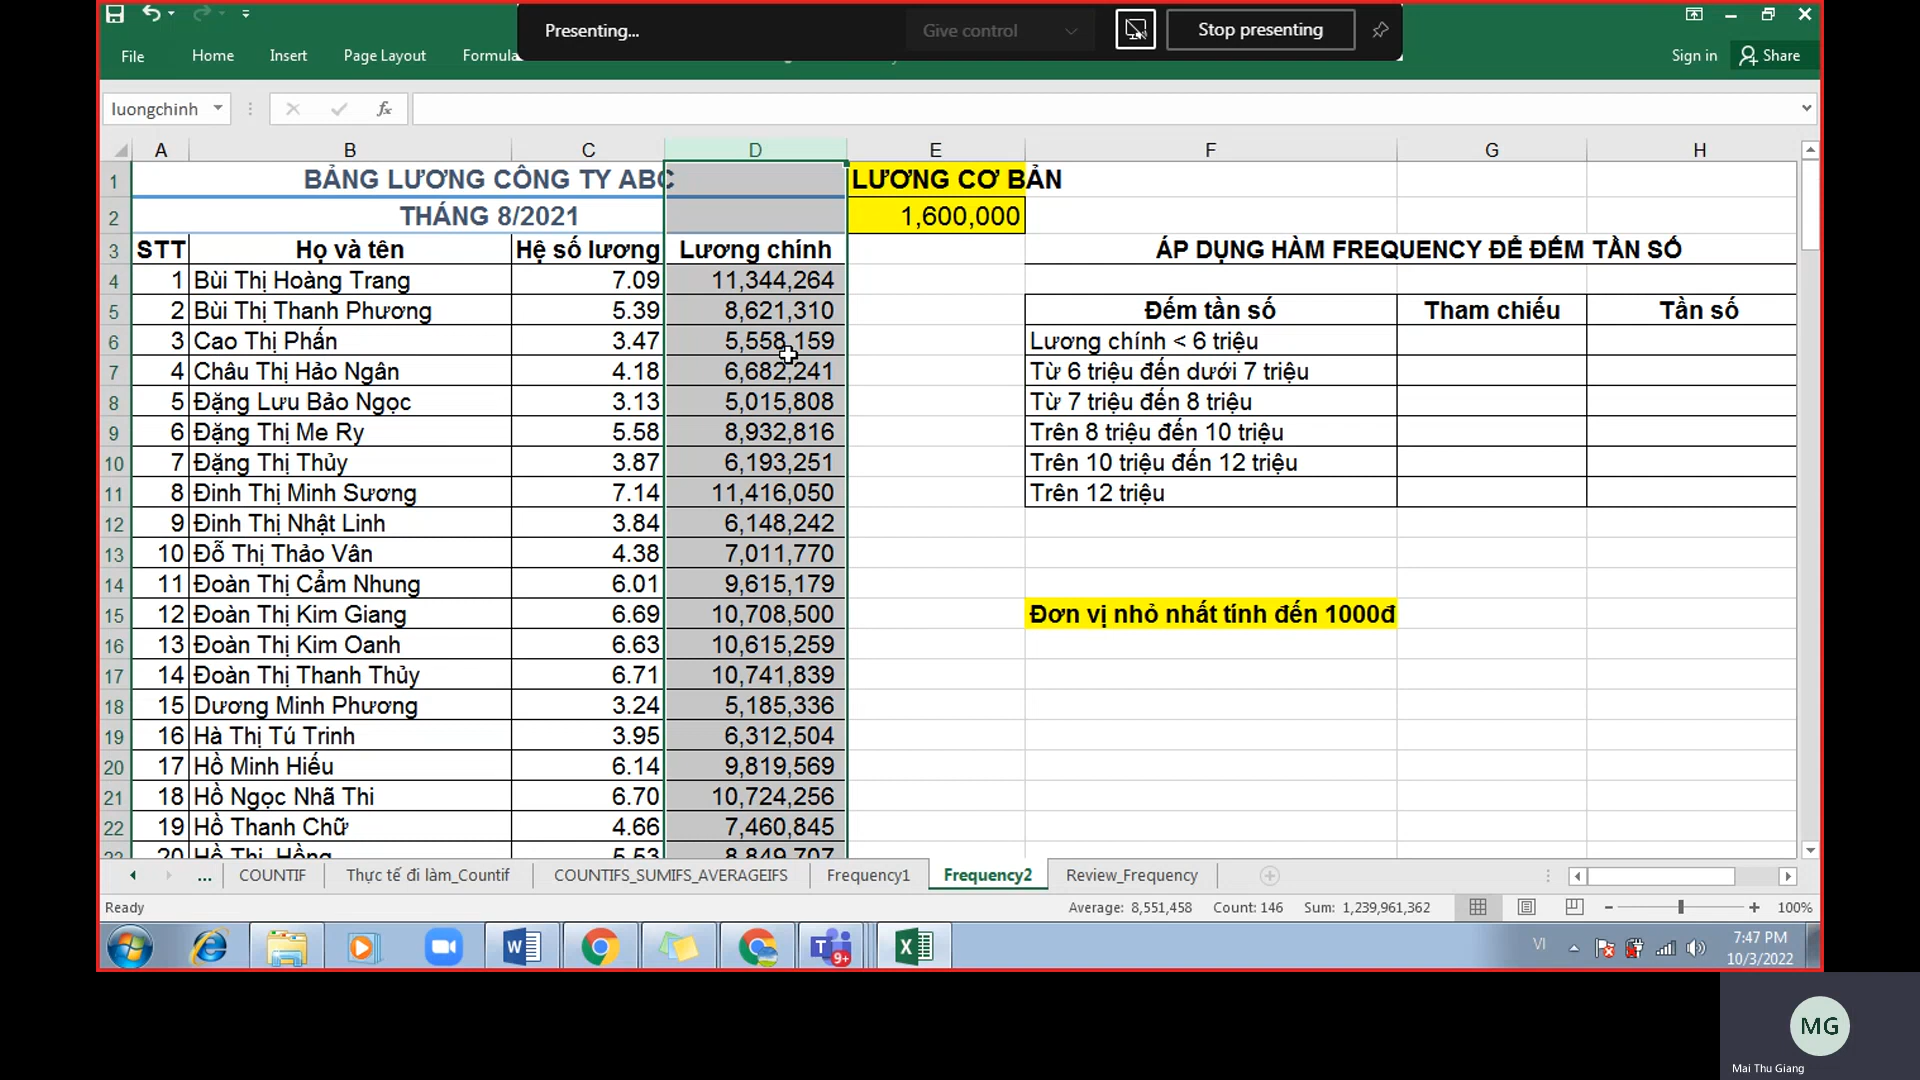 Presenting...
Give control
Stop presenting
File
Home
Insert
Page Layout
Formula
Sign in
Share
luongchinh
fx
A B C D E F G H
1 BẢNG LƯƠNG CÔNG TY ABC LƯƠNG CƠ BẢN
2 THÁNG 8/2021 1,600,000
3 STT Họ và tên Hệ số lương Lương chính ÁP DỤNG HÀM FREQUENCY ĐỂ ĐẾM TẦN SỐ
4 1 Bùi Thị Hoàng Trang 7.09 11,344,264
5 2 Bùi Thị Thanh Phương 5.39 8,621,310 Đếm tần số Tham chiếu Tần số
6 3 Cao Thị Phấn 3.47 5,558,159 Lương chính < 6 triệu
7 4 Châu Thị Hảo Ngân 4.18 6,682,241 Từ 6 triệu đến dưới 7 triệu
8 5 Đặng Lưu Bảo Ngọc 3.13 5,015,808 Từ 7 triệu đến 8 triệu
9 6 Đặng Thị Me Ry 5.58 8,932,816 Trên 8 triệu đến 10 triệu
10 7 Đặng Thị Thủy 3.87 6,193,251 Trên 10 triệu đến 12 triệu
11 8 Đinh Thị Minh Sương 7.14 11,416,050 Trên 12 triệu
12 9 Đinh Thị Nhật Linh 3.84 6,148,242
13 10 Đỗ Thị Thảo Vân 4.38 7,011,770
14 11 Đoàn Thị Cẩm Nhung 6.01 9,615,179
15 12 Đoàn Thị Kim Giang 6.69 10,708,500 Đơn vị nhỏ nhất tính đến 1000đ
16 13 Đoàn Thị Kim Oanh 6.63 10,615,259
17 14 Đoàn Thị Thanh Thủy 6.71 10,741,839
18 15 Dương Minh Phương 3.24 5,185,336
19 16 Hà Thị Tú Trinh 3.95 6,312,504
20 17 Hồ Minh Hiếu 6.14 9,819,569
21 18 Hồ Ngọc Nhã Thi 6.70 10,724,256
22 19 Hồ Thanh Chữ 4.66 7,460,845
20 Hồ Thị Hồng 5.53 8,849,707
... COUNTIF Thực tế đi làm_Countif COUNTIFS_SUMIFS_AVERAGEIFS Frequency1 Frequency2 Review_Frequency
Ready Average: 8,551,458 Count: 146 Sum: 1,239,961,362 100%
9+
VI
7:47 PM
10/3/2022
MG
Mai Thu Giang